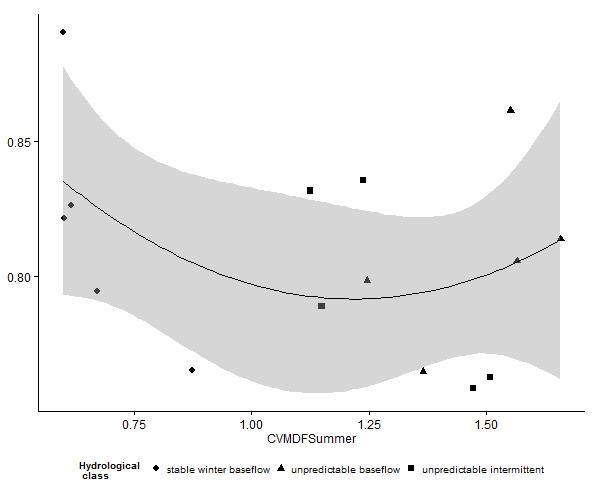 0.85
0.80
0.75 1.00 1.25 1.50
CVMDFSummer
Hydrological class stable winter baseflow unpredictable baseflow unpredictable intermittent